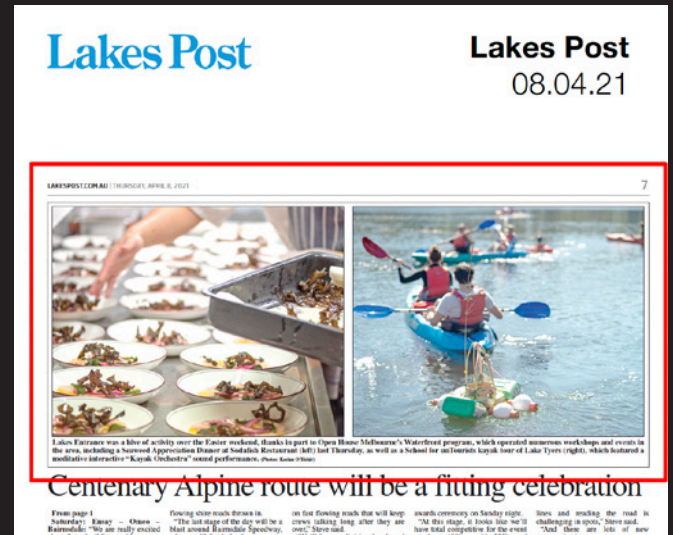 Lakes Post
Lakes Post
08.04.21
LAKESPOST.COM.AU | THURSDAY, APRIL 8, 2021
7
Lakes Entrance was a hive of activity over the Easter weekend, thanks in part to Open House Melbourne's Waterfront program, which operated numerous workshops and events in
the area, including a Seaweed Appreciation Dinner at Sodafish Restaurant (left) last Thursday, as well as a School for unTourists kayak tour of Lake Tyers (right), which featured a
meditative interactive "Kayak Orchestra" sound performance.
Centenary Alpine route will be a fitting celebration
From page 1
Saturday: Ensay – Omeo –
Bairnsdale: "We are really excited
flowing shire roads thrown in.
"The last stage of the day will be a
blast around Bairnsdale Speedway,
on fast flowing roads that will keep
crews talking long after they are
over," Steve said.
awards ceremony on Sunday night.
"At this stage, it looks like we'll
have total competitive for the event
lines and reading the road is
challenging in spots," Steve said.
"And there are lots of new